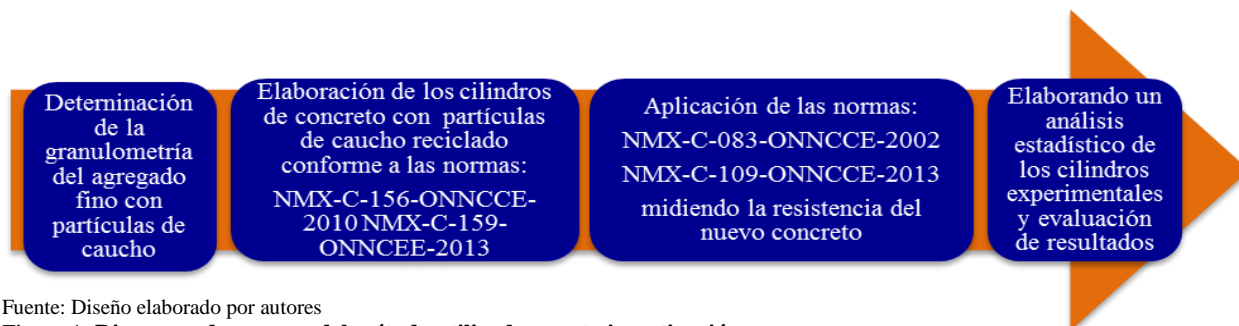 Deterninación
de la
granulometría
del agregado
fino con
partículas de
caucho
Elaboración de los cilindros
de concreto con partículas
de caucho reciclado
conforme a las normas:
NMX-C-156-ONNCCE-
2010 NMX-C-159-
ONNCEE-2013
Aplicación de las normas:
NMX-C-083-ONNCCE-2002
NMX-C-109-ONNCCE-2013
midiendo la resistencia del
nuevo concreto
Elaborando un
análisis
estadístico de
los cilindros
experimentales
y evaluación
de resultados
Fuente: Diseño elaborado por autores